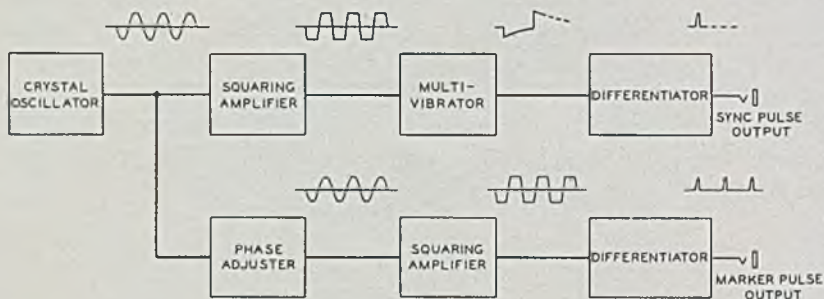 CRYSTAL
OSCILLATOR
SQUARING
AMPLIFIER
MULTI-
VIBRATOR
DIFFERENTIATOR
SYNC PULSE
OUTPUT
PHASE
ADJUSTER
SQUARING
AMPLIFIER
DIFFERENTIATOR
MARKER PULSE
OUTPUT